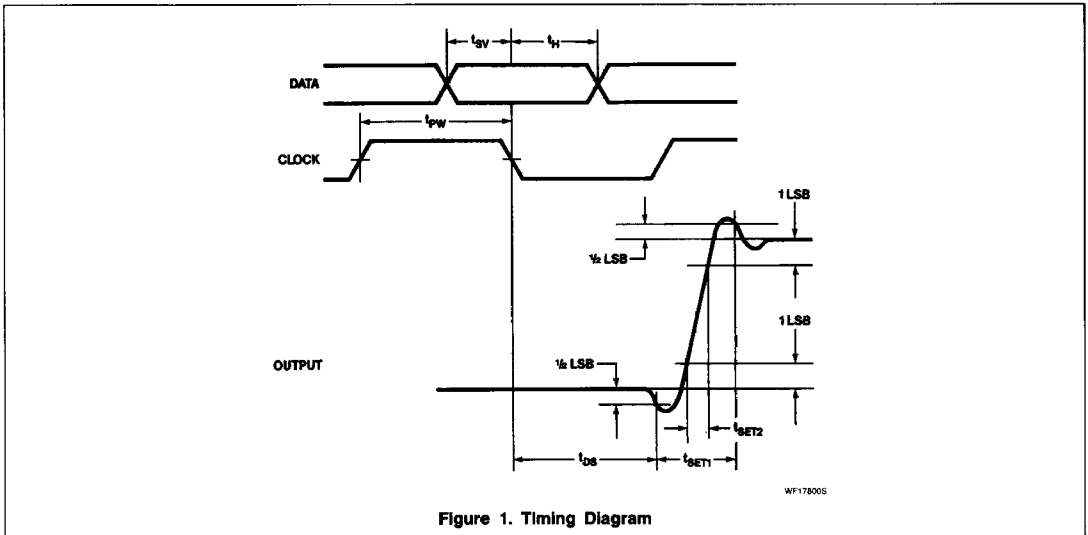 tSV
tH
DATA
tPW
CLOCK
1 LSB
½ LSB
1 LSB
½ LSB
OUTPUT
tSET2
tDS
tSET1
WF17800S
Figure 1. Timing Diagram